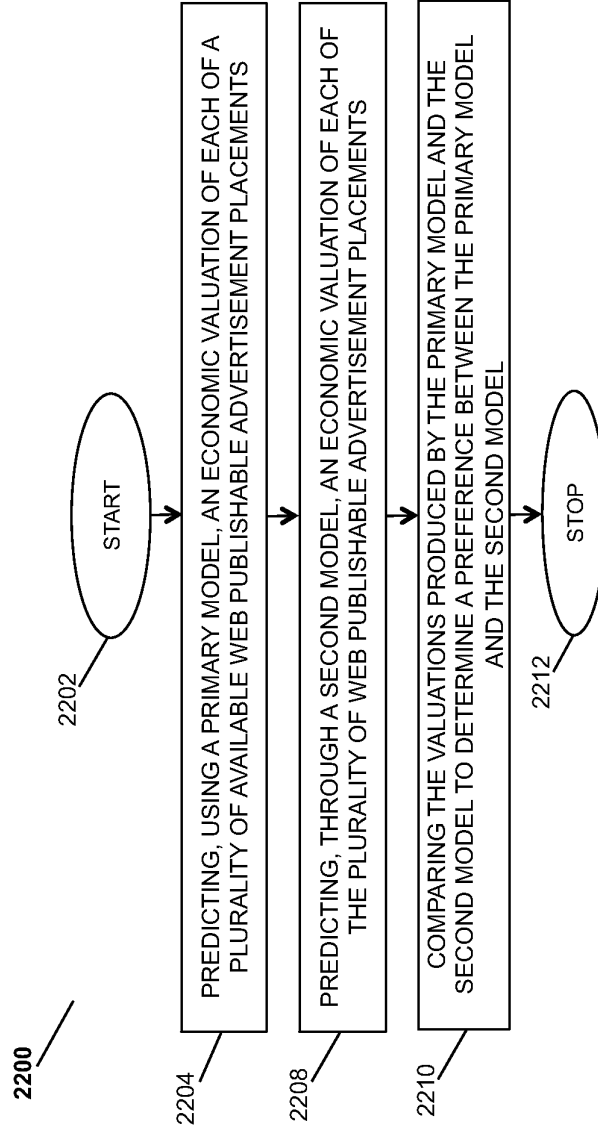 2200
2202
START
2204
PREDICTING, USING A PRIMARY MODEL, AN ECONOMIC VALUATION OF EACH OF A
PLURALITY OF AVAILABLE WEB PUBLISHABLE ADVERTISEMENT PLACEMENTS
2208
PREDICTING, THROUGH A SECOND MODEL, AN ECONOMIC VALUATION OF EACH OF
THE PLURALITY OF WEB PUBLISHABLE ADVERTISEMENT PLACEMENTS
2210
COMPARING THE VALUATIONS PRODUCED BY THE PRIMARY MODEL AND THE
SECOND MODEL TO DETERMINE A PREFERENCE BETWEEN THE PRIMARY MODEL
AND THE SECOND MODEL
2212
STOP